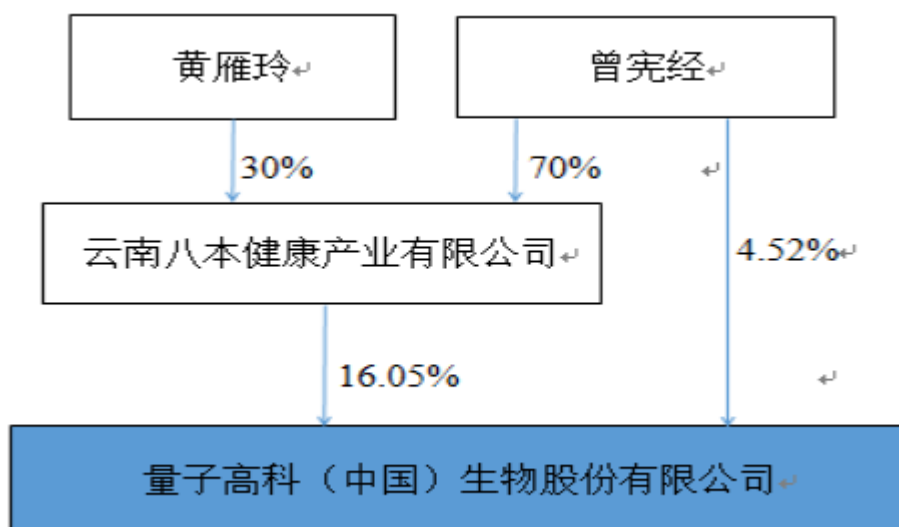 黄雁玲
曾宪经
30%
70%
云南八本健康产业有限公司
4.52%
16.05%
量子高科（中国）生物股份有限公司